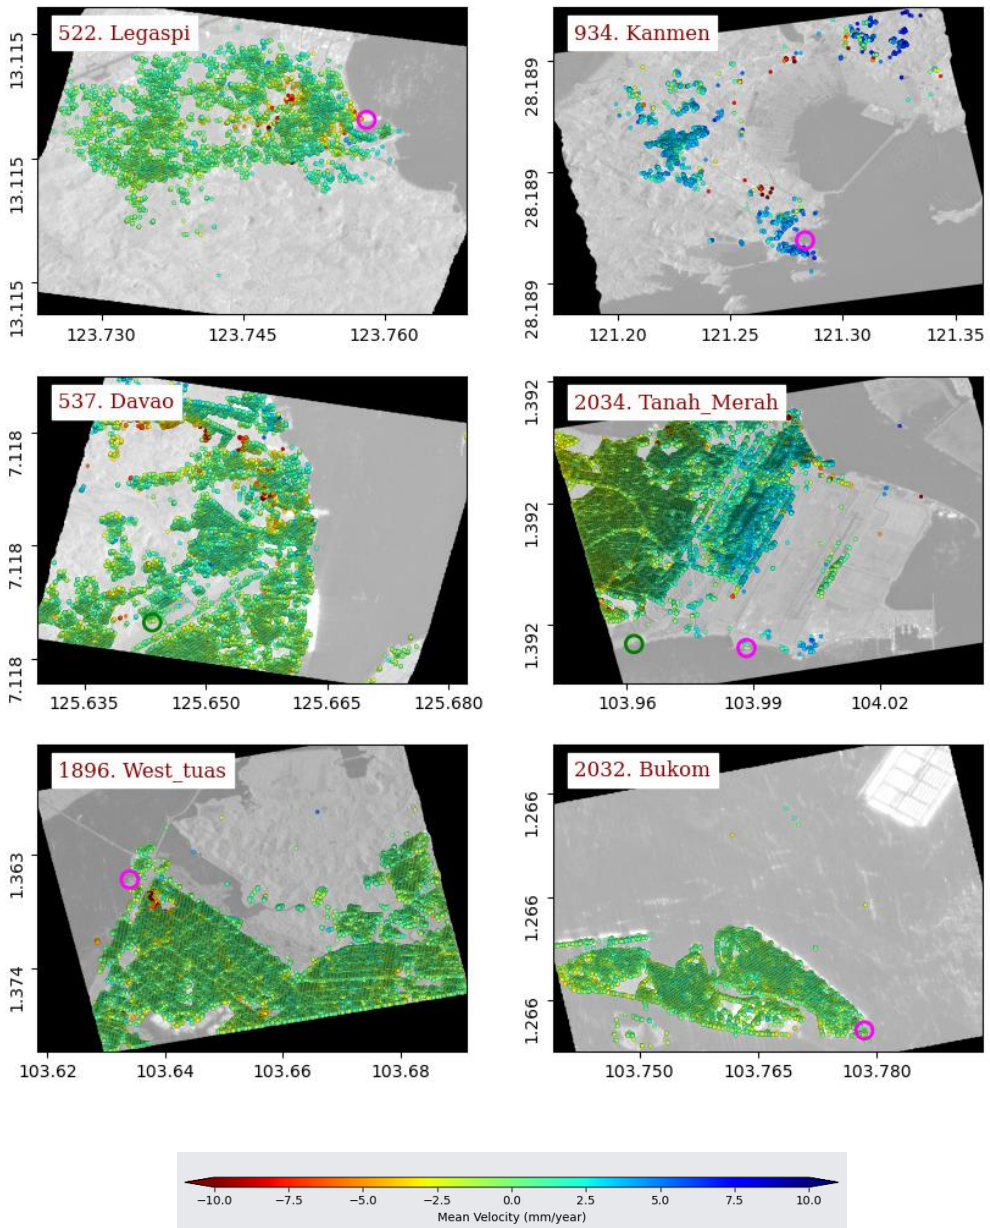 522. Legaspi
13.115
13.115
13.115
123.730 123.745 123.760
934. Kanmen
28.189
28.189
28.189
121.20 121.25 121.30 121.35
537. Davao
7.118
7.118
7.118
125.635 125.650 125.665 125.680
2034. Tanah_Merah
1.392
1.392
1.392
103.96 103.99 104.02
1896. West_tuas
1.363
1.374
103.62 103.64 103.66 103.68
2032. Bukom
1.266
1.266
1.266
103.750 103.765 103.780
−10.0 −7.5 −5.0 −2.5 0.0 2.5 5.0 7.5 10.0
Mean Velocity (mm/year)